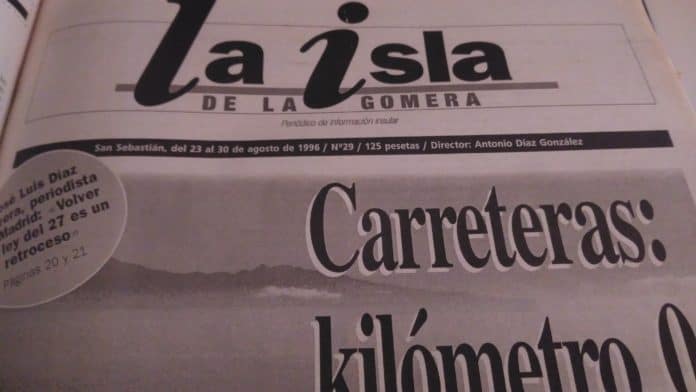 la isla
DE LA GOMERA
Periódico de información insular
San Sebastián, del 23 al 30 de agosto de 1996 / Nº29 / 125 pesetas / Director: Antonio Díaz González
José Luis Díaz
periodista
Madrid: «Volver
ley del 27 es un
retroceso»
Páginas 20 y 21
Carreteras:
kilómetro 0